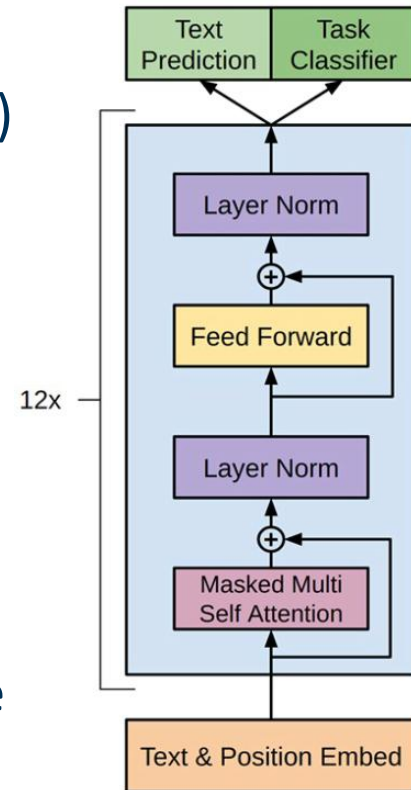 Text
Prediction
Task
Classifier
)
Layer Norm
+
Feed Forward
12x
Layer Norm
+
Masked Multi
Self Attention
e
Text & Position Embed